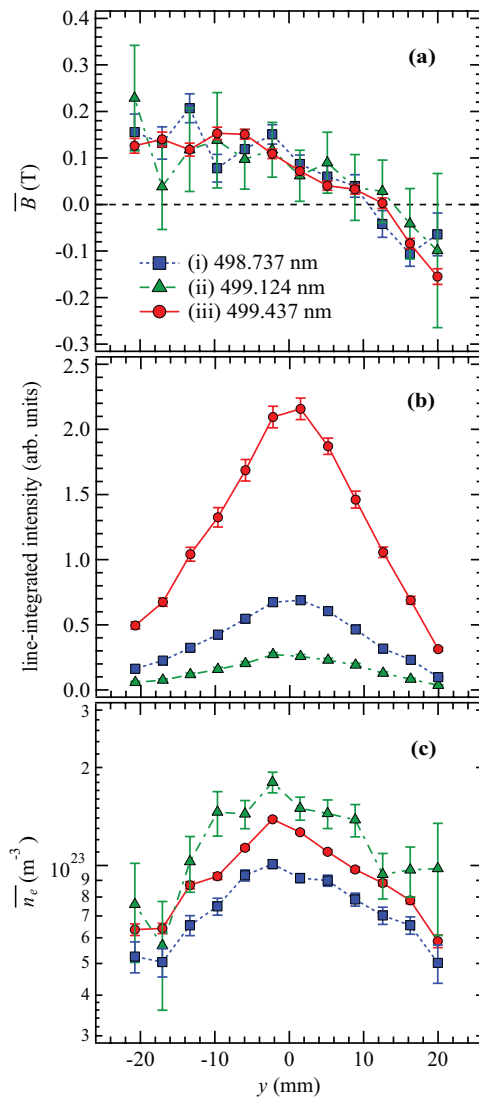 0.4
(a)
0.3
0.2
0.1
B (T)
0.0
-0.1
(i) 498.737 nm
(ii) 499.124 nm
(iii) 499.437 nm
-0.2
-0.3
2.5
(b)
2.0
line-integrated intensity (arb. units)
1.5
1.0
0.5
0.0
3
(c)
2
n_e (m^-3)
10^23
9
8
7
6
5
4
3
-20 -10 0 10 20
y (mm)